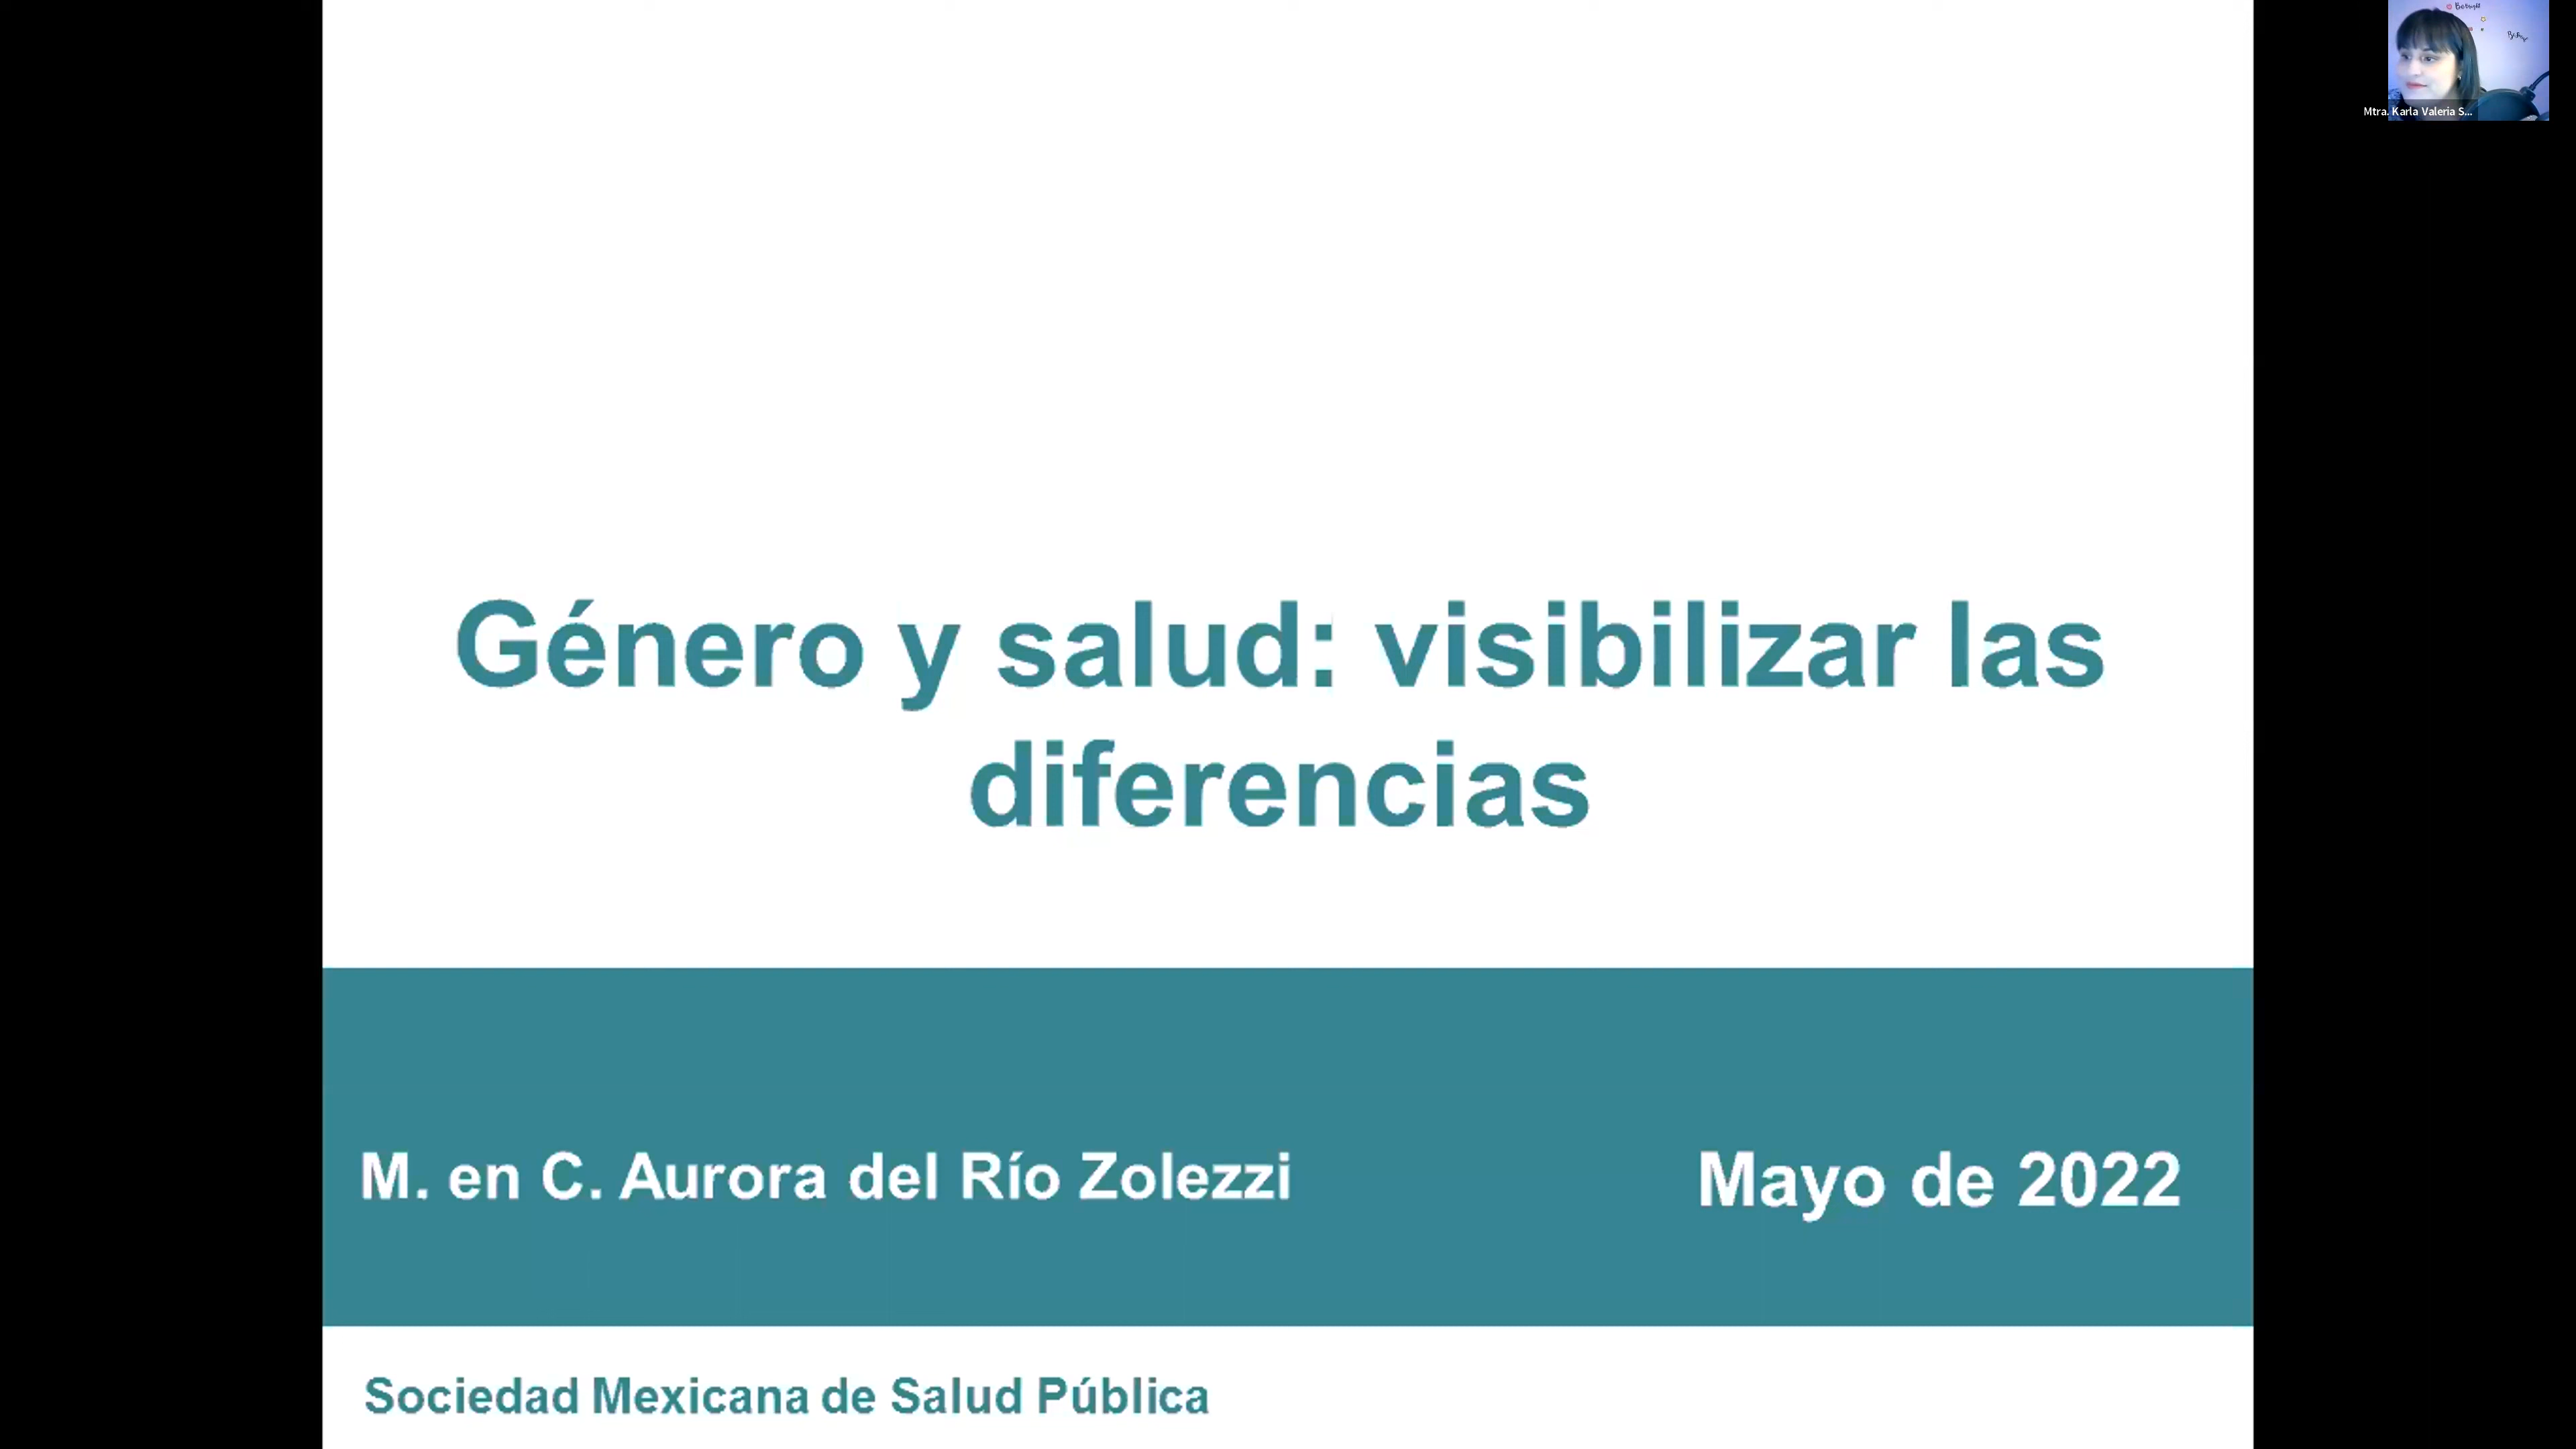 Género y salud: visibilizar las
diferencias
M. en C. Aurora del Río Zolezzi
Mayo de 2022
Sociedad Mexicana de Salud Pública
Mtra. Karla Valeria S...